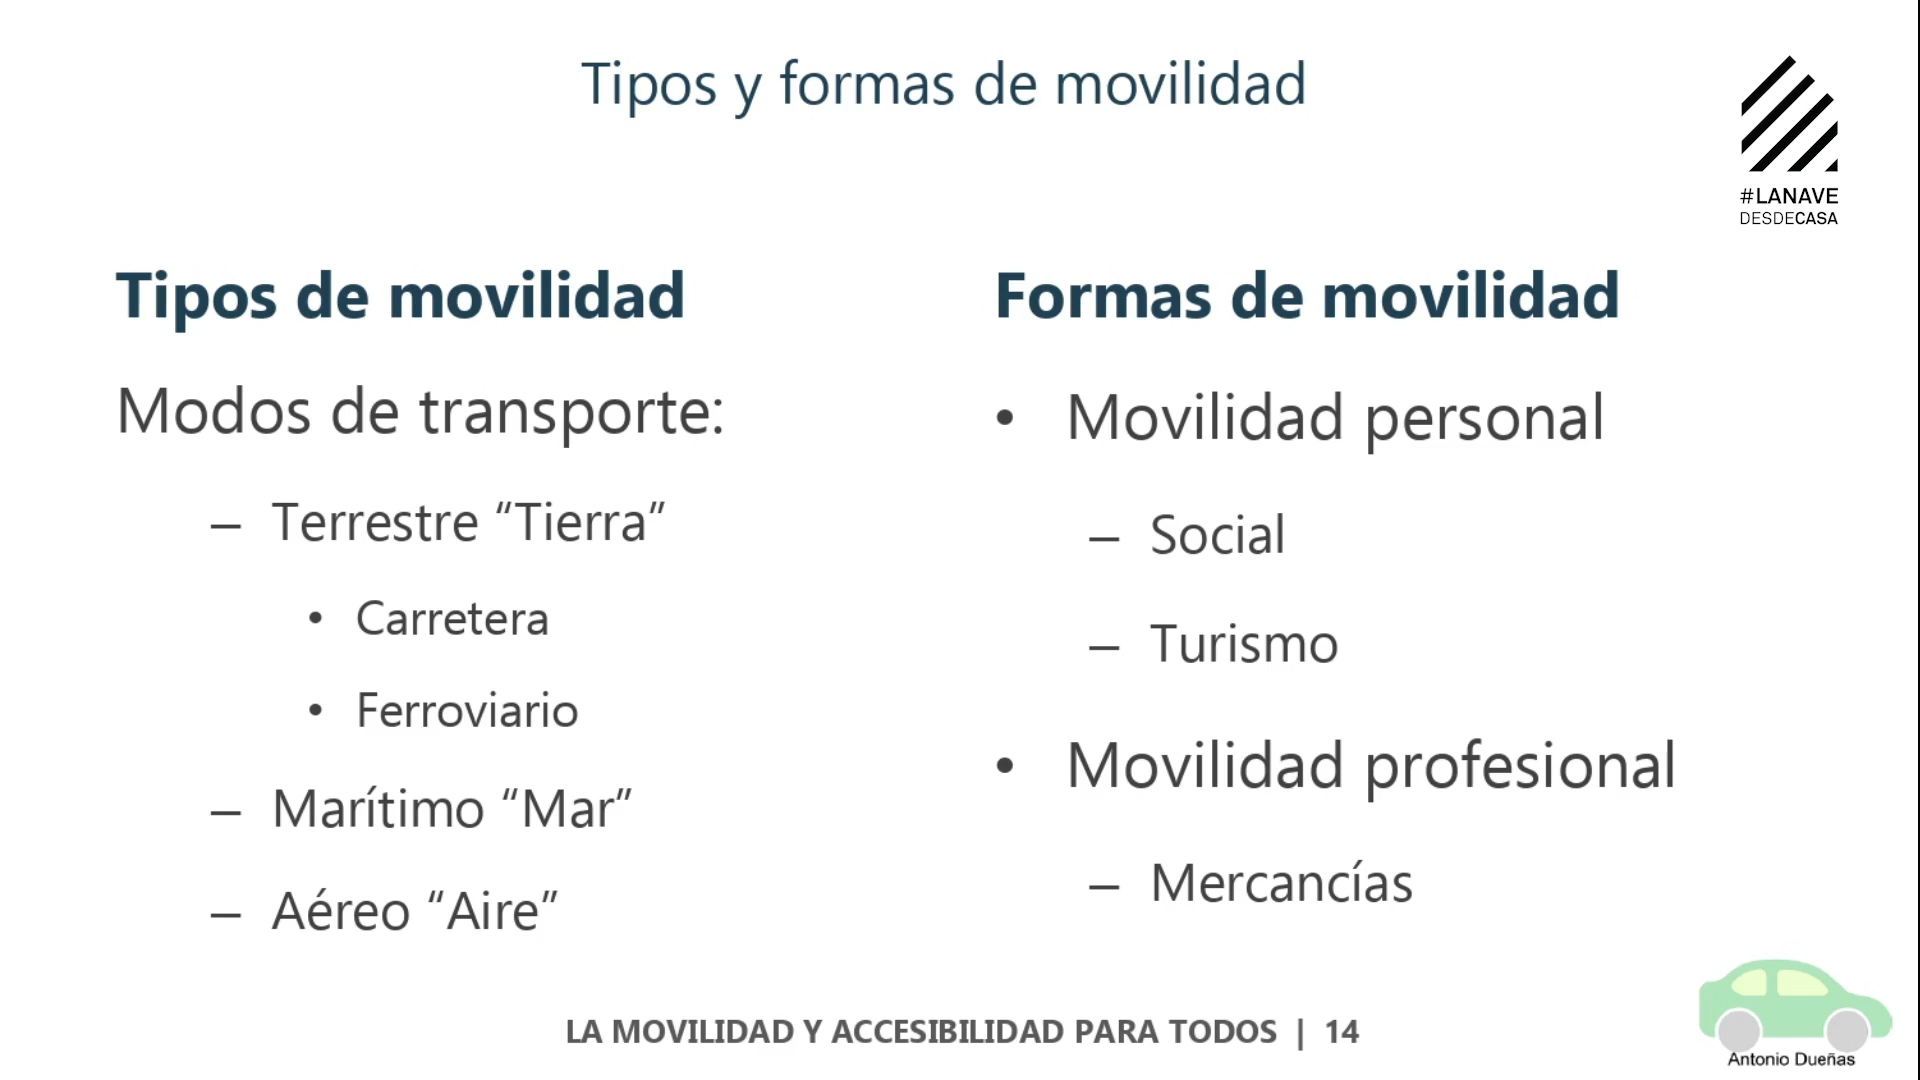 Tipos y formas de movilidad
#LANAVE
DESDECASA
Tipos de movilidad
Modos de transporte:
– Terrestre “Tierra”
• Carretera
• Ferroviario
– Marítimo “Mar”
– Aéreo “Aire”
Formas de movilidad
• Movilidad personal
– Social
– Turismo
• Movilidad profesional
– Mercancías
LA MOVILIDAD Y ACCESIBILIDAD PARA TODOS | 14
Antonio Dueñas